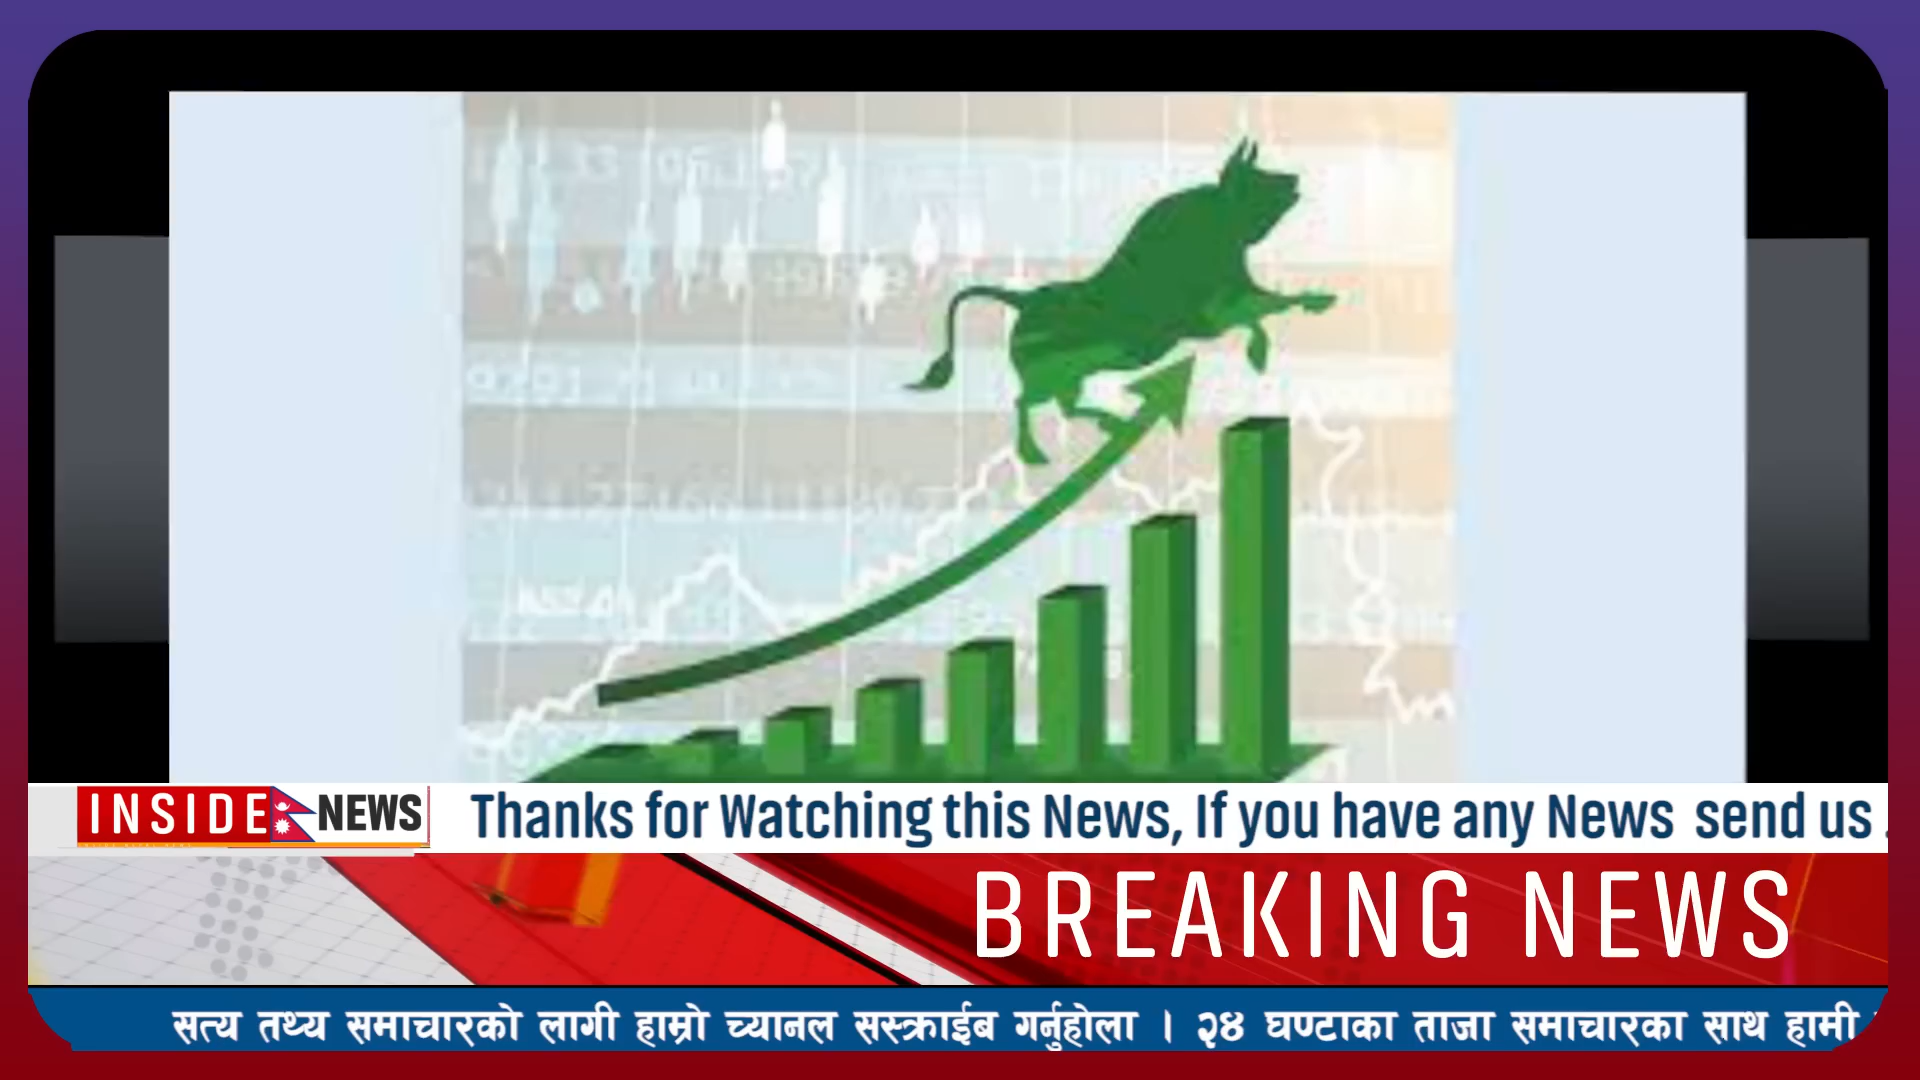 INSIDE NEWS
Thanks for Watching this News, If you have any News send us
BREAKING NEWS
सत्य तथ्य समाचारको लागी हाम्रो च्यानल सस्क्राईब गर्नुहोला । २४ घण्टाका ताजा समाचारका साथ हामी